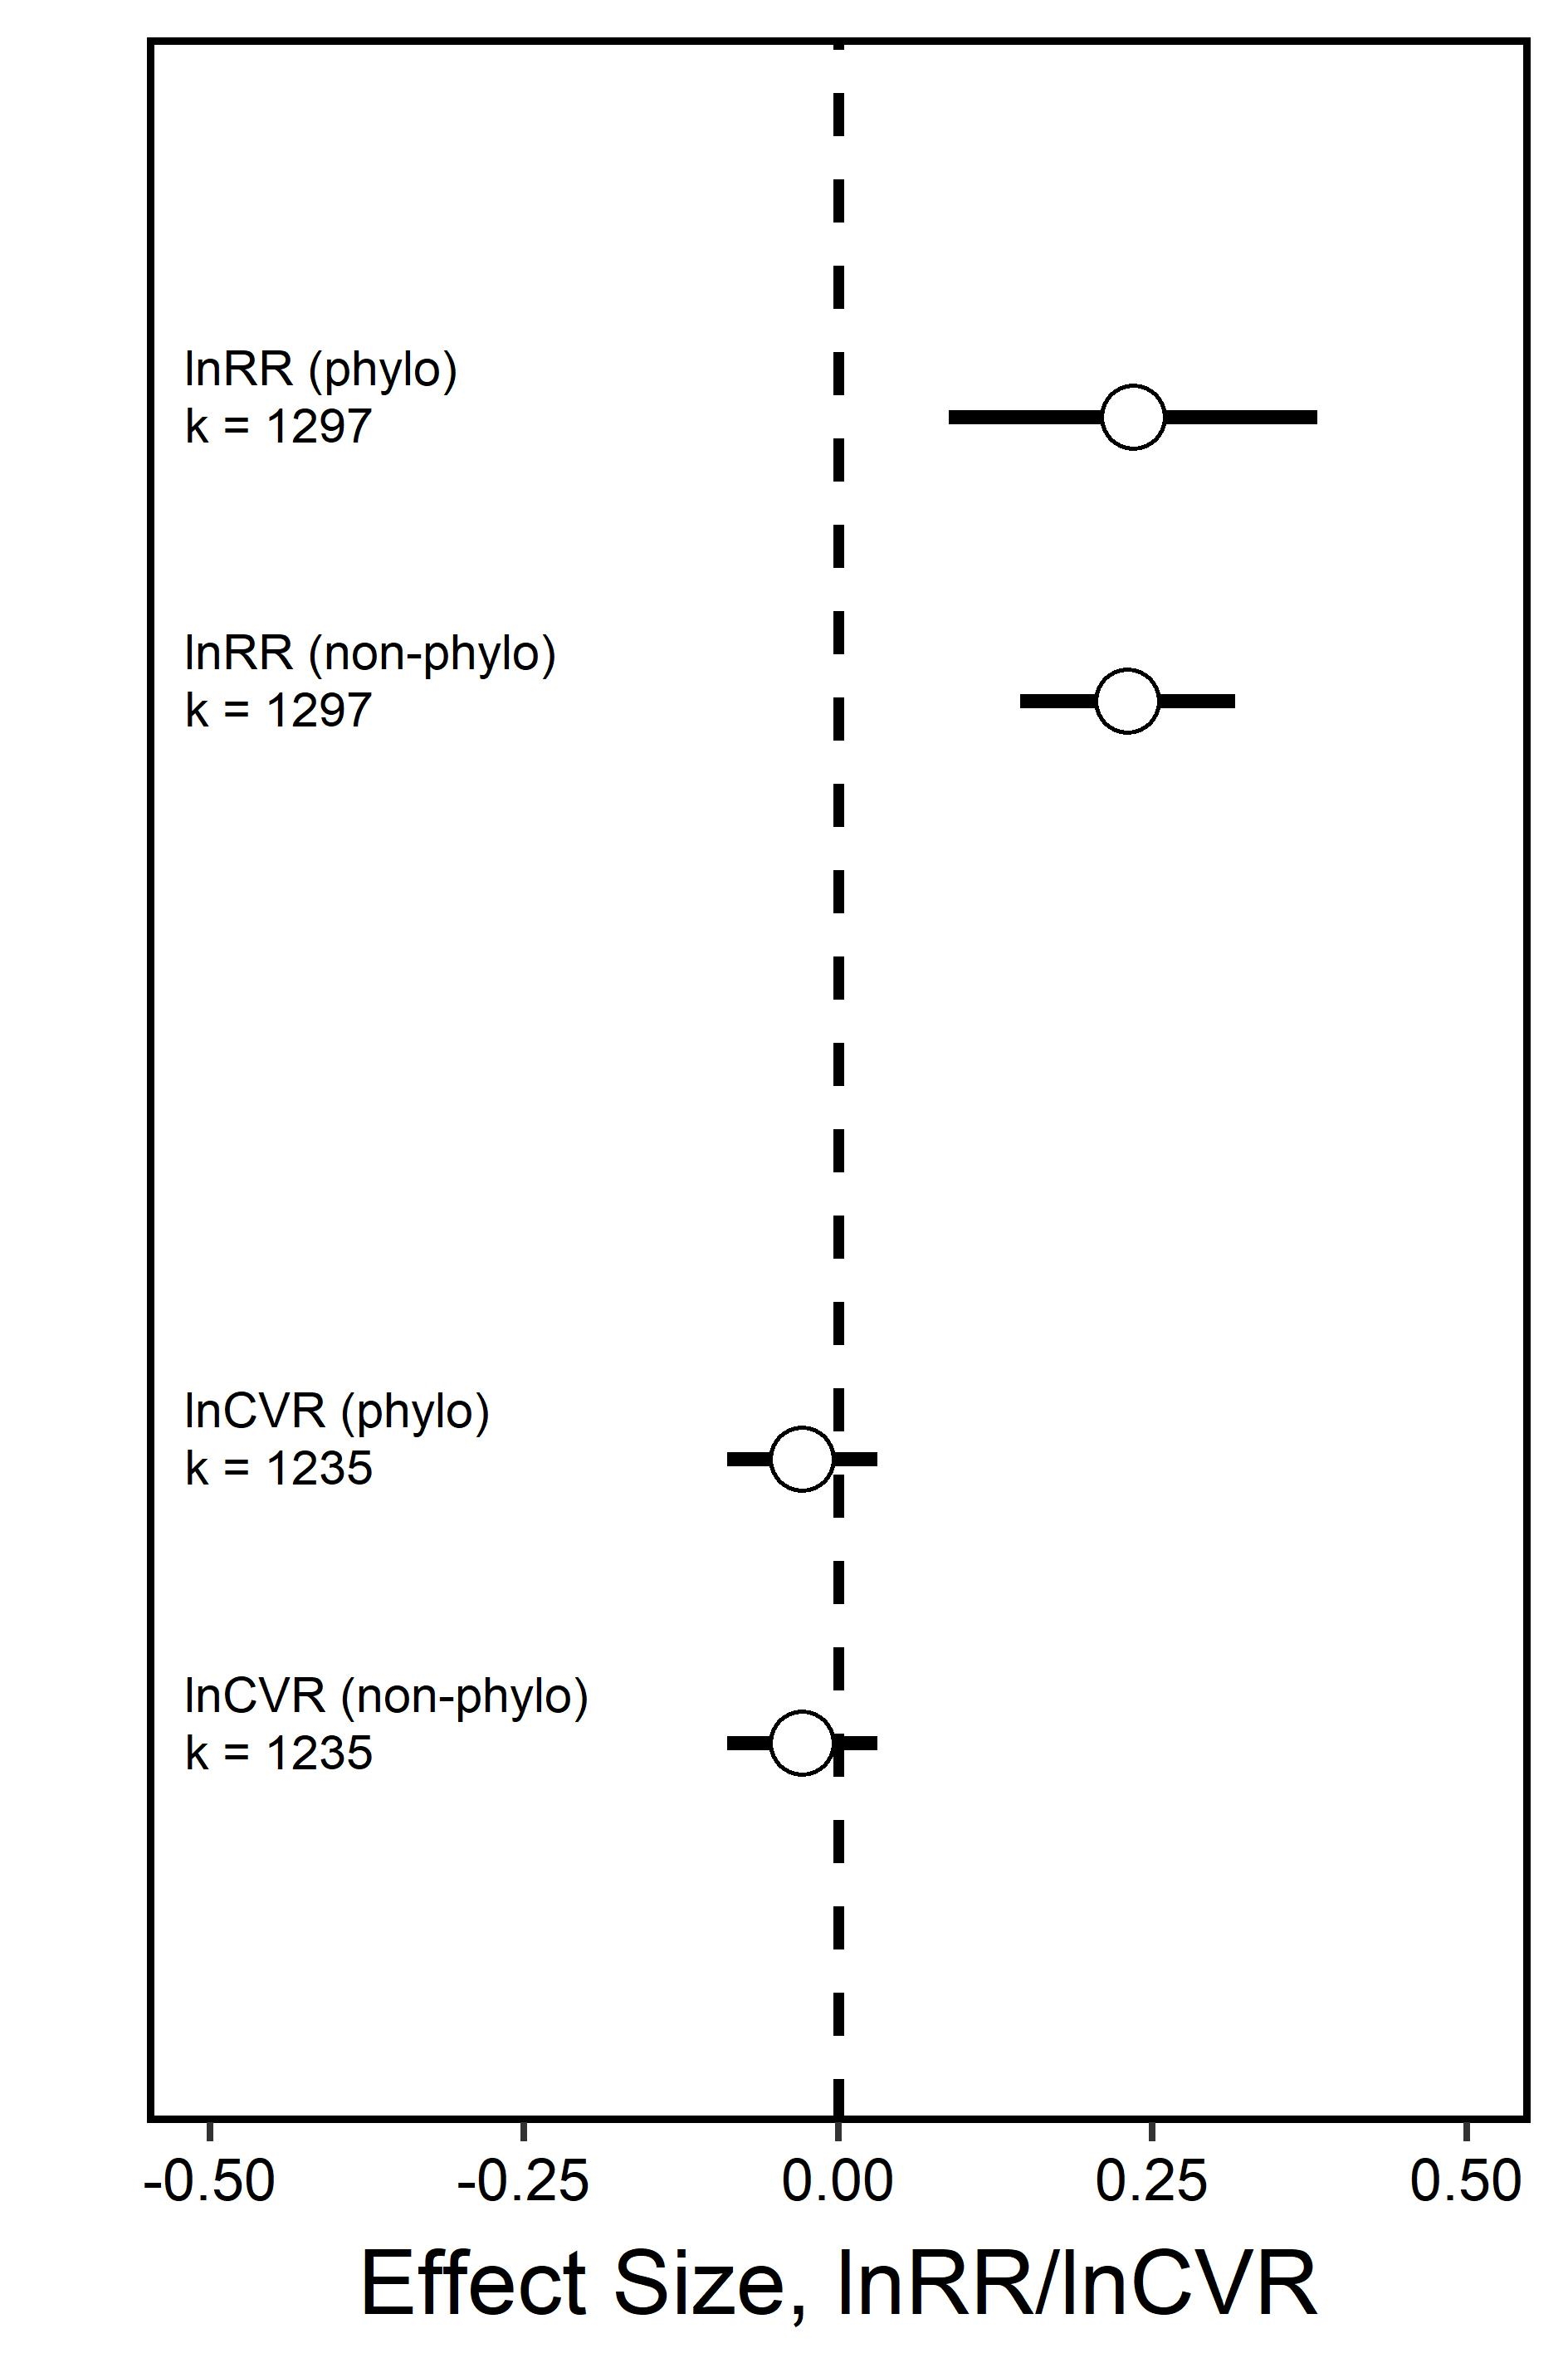 lnRR (phylo)
k = 1297
lnRR (non-phylo)
k = 1297
lnCVR (phylo)
k = 1235
lnCVR (non-phylo)
k = 1235
-0.50 -0.25 0.00 0.25 0.50
Effect Size, lnRR/lnCVR